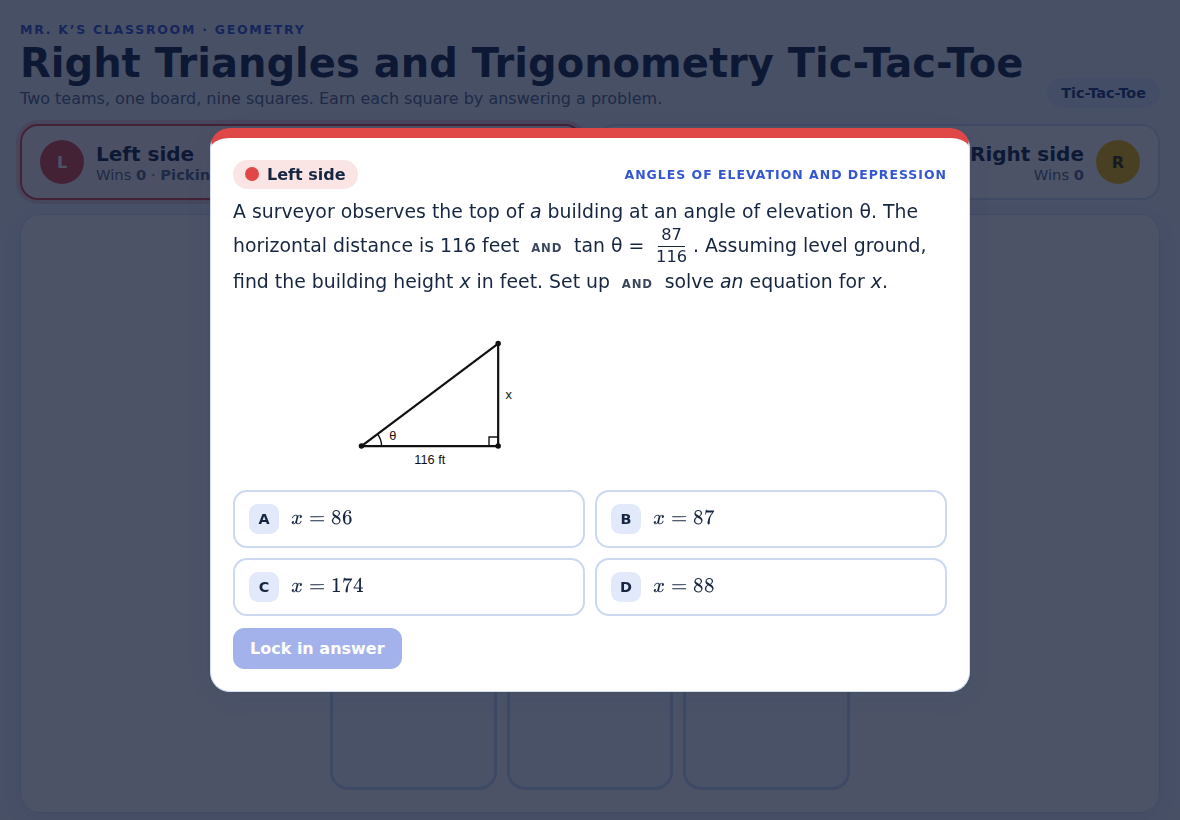 MR. K'S CLASSROOM · GEOMETRY
Right Triangles and Trigonometry Tic-Tac-Toe
Two teams, one board, nine squares. Earn each square by answering a problem.
Tic-Tac-Toe
L
Left side
Wins 0 · Pickin
Right side
Wins 0
R
Left side
ANGLES OF ELEVATION AND DEPRESSION
A surveyor observes the top of a building at an angle of elevation θ. The
horizontal distance is 116 feet AND tan θ = 87/116. Assuming level ground,
find the building height x in feet. Set up AND solve an equation for x.
x
θ
116 ft
A x = 86
B x = 87
C x = 174
D x = 88
Lock in answer